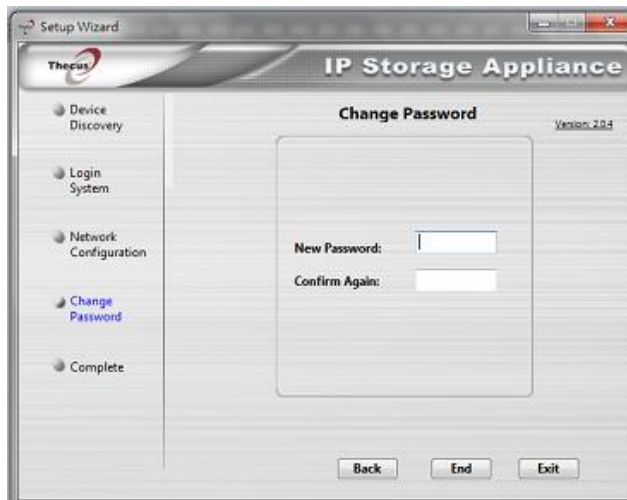 Setup Wizard
Thecus
IP Storage Appliance
Device
Discovery
Login
System
Network
Configuration
Change
Password
Complete
Change Password
Version: 2.0.4
New Password:
Confirm Again:
Back
End
Exit